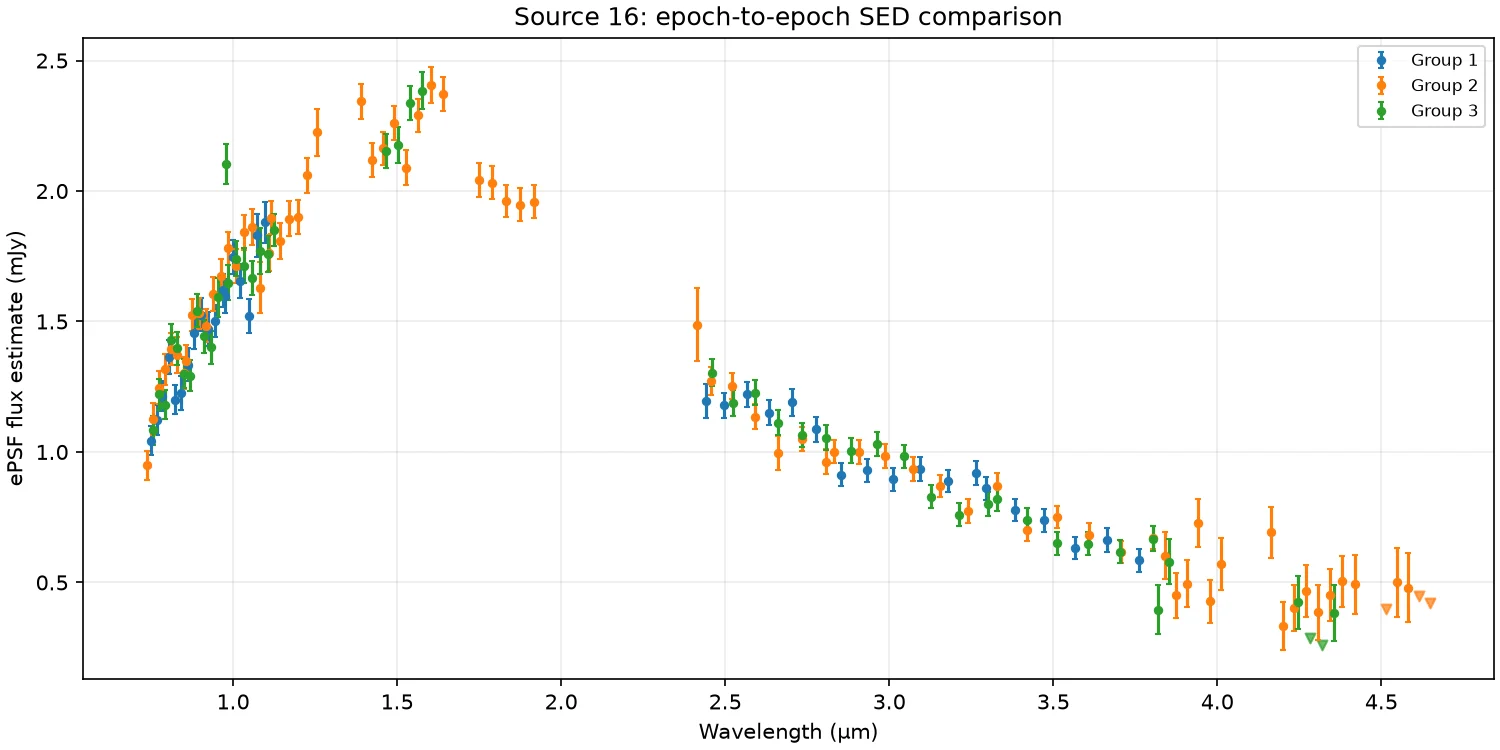 Source 16: epoch-to-epoch SED comparison
ePSF flux estimate (mJy)
2.5
2.0
1.5
1.0
0.5
Group 1
Group 2
Group 3
1.0 1.5 2.0 2.5 3.0 3.5 4.0 4.5
Wavelength (μm)